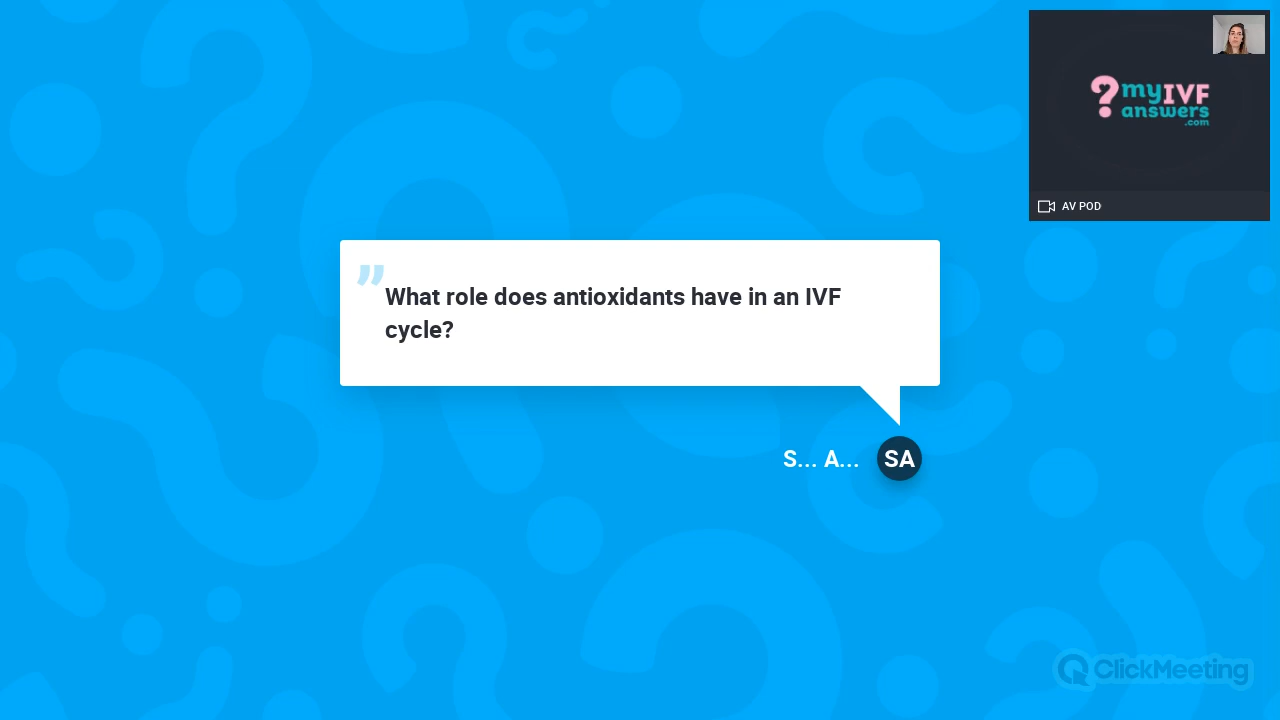 ?myIVF
answers
.com
AV POD
”
What role does antioxidants have in an IVF
cycle?
S... A... SA
ClickMeeting